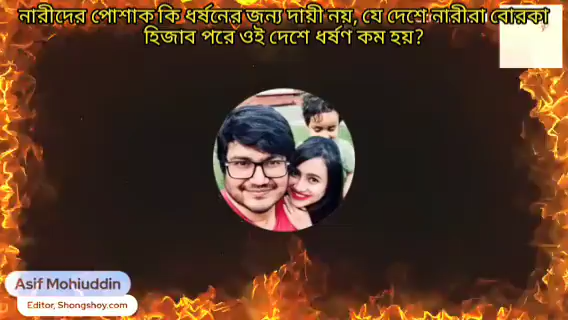 নারীদের পোশাক কি ধর্ষনের জন্য দায়ী নয়, যে দেশে নারীরা বোরকা
হিজাব পরে ওই দেশে ধর্ষণ কম হয়?
Asif Mohiuddin
Editor, Shongshoy.com